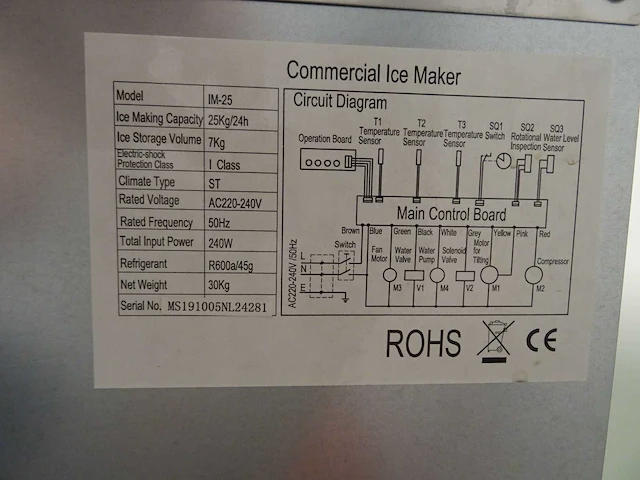 Commercial Ice Maker
Model IM-25
Ice Making Capacity 25Kg/24h
Ice Storage Volume 7Kg
Electric-shock
Protection Class I Class
Climate Type ST
Rated Voltage AC220-240V
Rated Frequency 50Hz
Total Input Power 240W
Refrigerant R600a/45g
Net Weight 30Kg
Serial No. MS191005NL24281
Circuit Diagram
T1 T2 T3 SQ1 SQ2 SQ3
Temperature Temperature Temperature Switch Rotational Water Level
Sensor Sensor Sensor Inspection Sensor
Operation Board
Main Control Board
Brown Blue Green Black White Grey Yellow Pink Red
Switch Fan Water Water Solenoid Motor Compressor
Motor Valve Pump Valve for
Tilting
AC220-240V /50Hz
L
N
E
M3 V1 M4 V2 M1 M2
ROHS CE